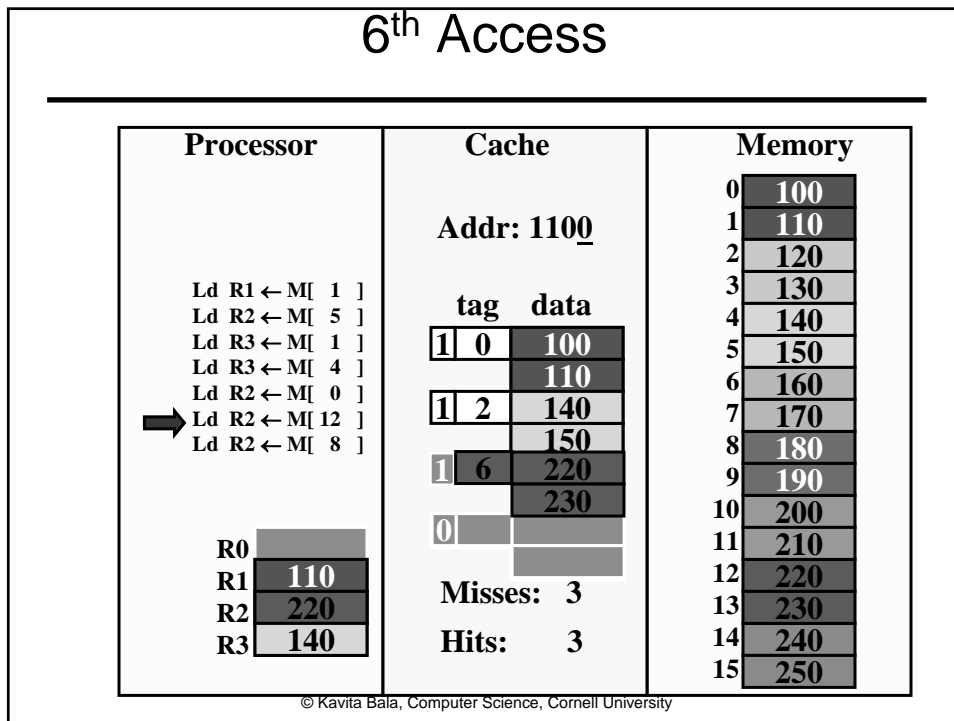 6th Access
Processor
Ld R1 ← M[ 1 ]
Ld R2 ← M[ 5 ]
Ld R3 ← M[ 1 ]
Ld R3 ← M[ 4 ]
Ld R2 ← M[ 0 ]
Ld R2 ← M[ 12 ]
Ld R2 ← M[ 8 ]
R0
R1 110
R2 220
R3 140
Cache
Addr: 1100
tag data
1 0 100
110
1 2 140
150
1 6 220
230
0
Misses: 3
Hits: 3
Memory
0 100
1 110
2 120
3 130
4 140
5 150
6 160
7 170
8 180
9 190
10 200
11 210
12 220
13 230
14 240
15 250
© Kavita Bala, Computer Science, Cornell University